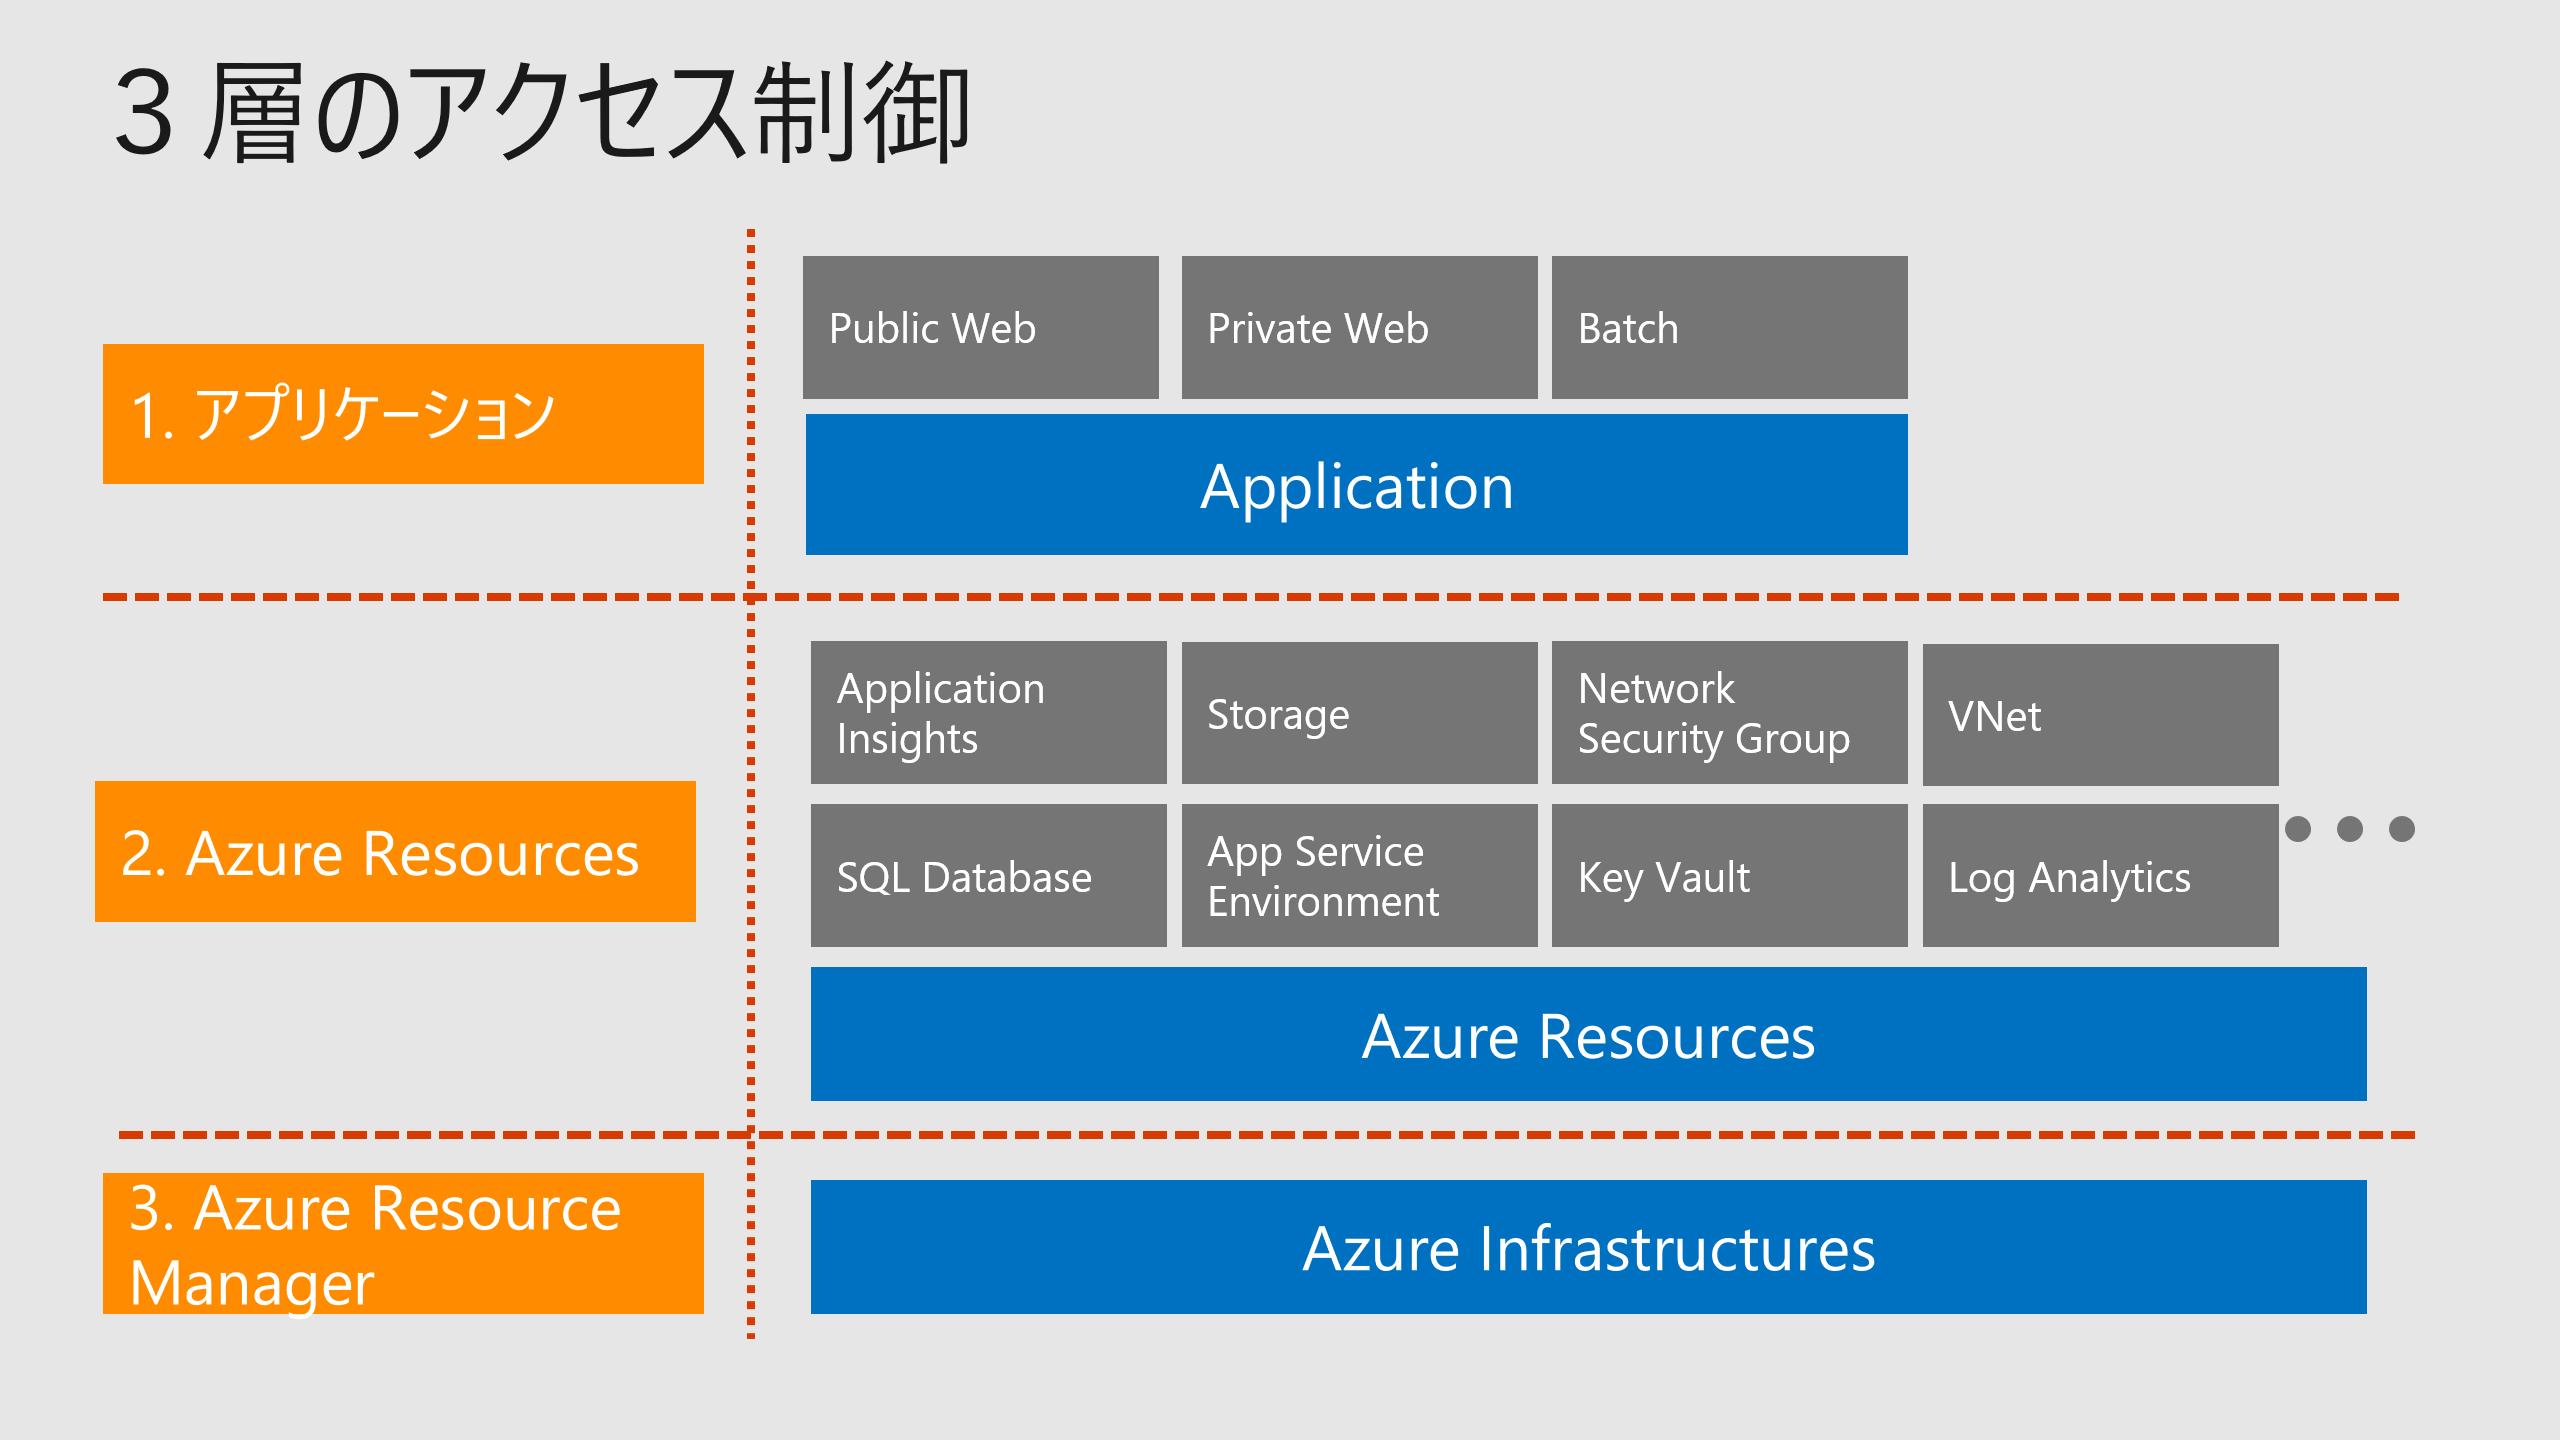 3 層のアクセス制御
1. アプリケーション
Public Web
Private Web
Batch
Application
2. Azure Resources
Application
Insights
Storage
Network
Security Group
VNet
SQL Database
App Service
Environment
Key Vault
Log Analytics
Azure Resources
3. Azure Resource
Manager
Azure Infrastructures